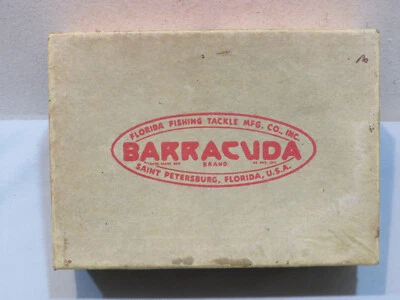 FLORIDA FISHING TACKLE MFG. CO., INC.
BARRACUDA
BRAND
SAINT PETERSBURG, FLORIDA, U.S.A.